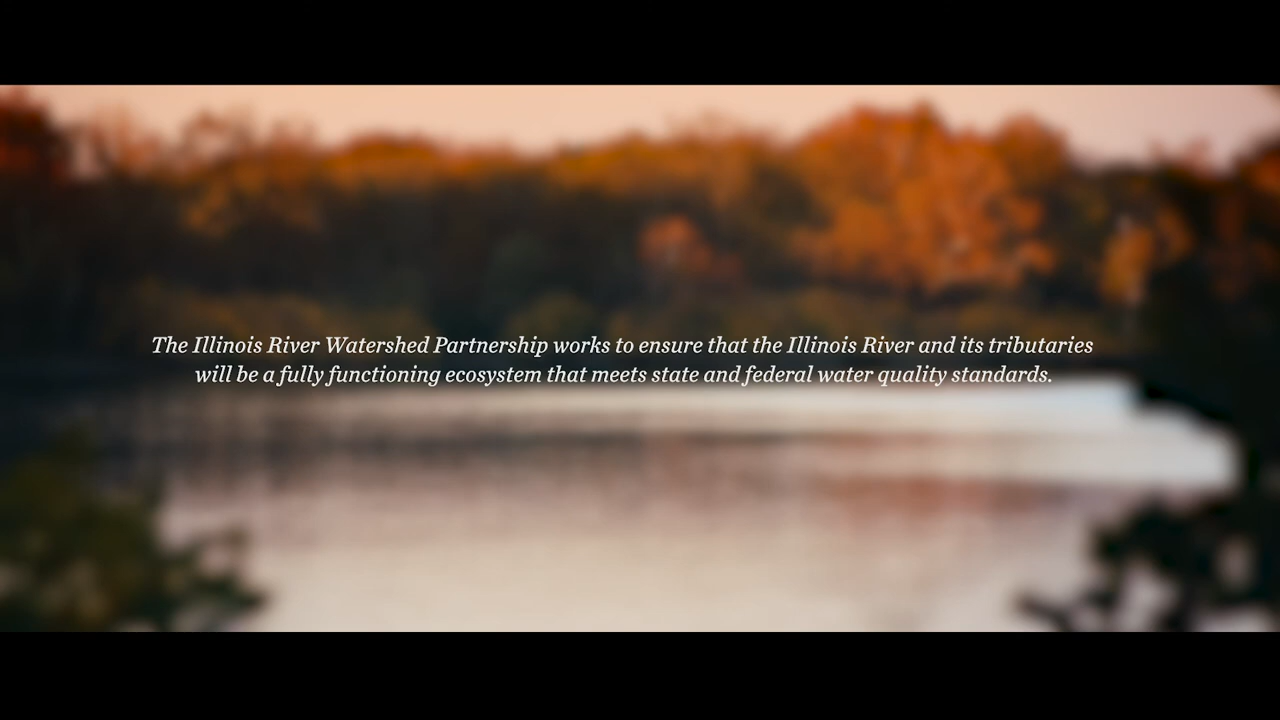 The Illinois River Watershed Partnership works to ensure that the Illinois River and its tributaries
will be a fully functioning ecosystem that meets state and federal water quality standards.